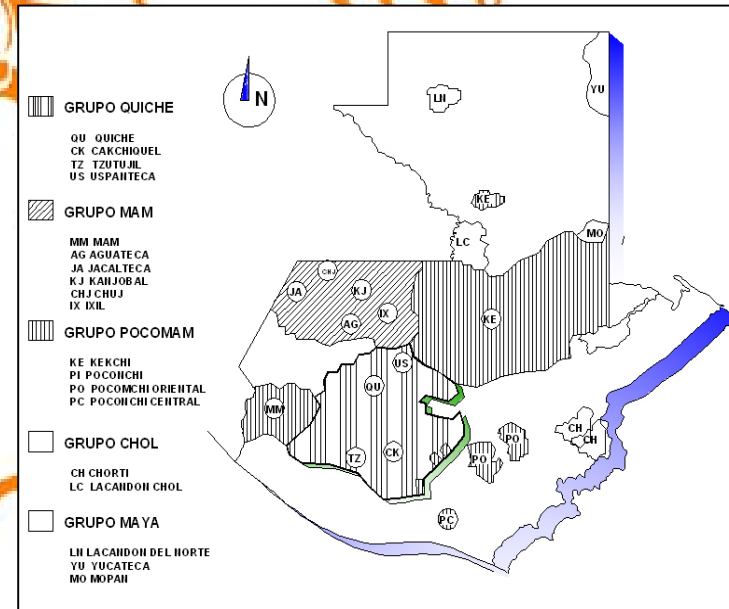 N
GRUPO QUICHE
QU QUICHE
CK CAKCHIQUEL
TZ TZUTUJIL
US USPANTECA
GRUPO MAM
MM MAM
AG AGUATECA
JA JACALTECA
KJ KANJOBAL
CHJ CHUJ
IX IXIL
GRUPO POCOMAM
KE KEKCHI
PI POCONCHI
PO POCOMCHI ORIENTAL
PC POCONCHI CENTRAL
GRUPO CHOL
CH CHORTI
LC LACANDON CHOL
GRUPO MAYA
LN LACANDON DEL NORTE
YU YUCATECA
MO MOPAN
YU
LN
KE
MO
LC
CHJ
JA
KJ
IX
AG
KE
US
QU
MM
CH
CH
PO
PO
CK
TZ
PC